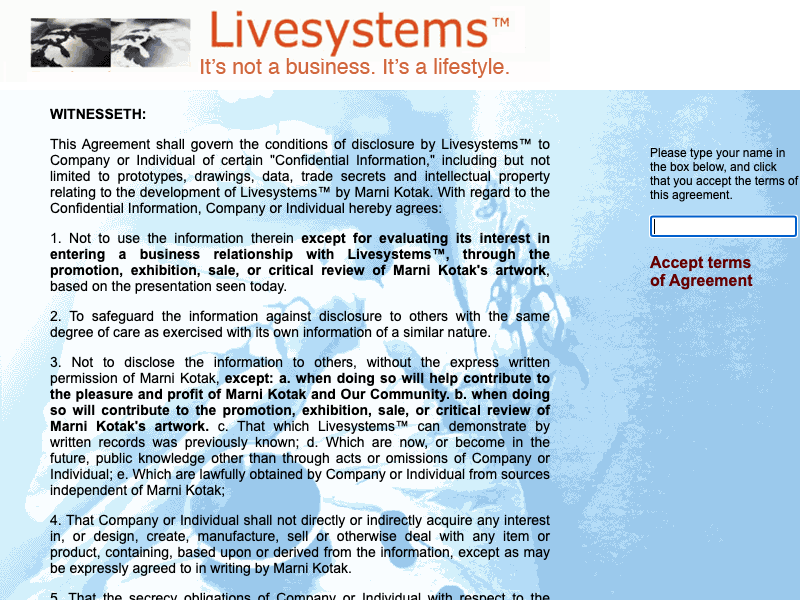 Livesystems™
It's not a business. It's a lifestyle.
WITNESSETH:
This Agreement shall govern the conditions of disclosure by Livesystems™ to
Company or Individual of certain "Confidential Information," including but not
limited to prototypes, drawings, data, trade secrets and intellectual property
relating to the development of Livesystems™ by Marni Kotak. With regard to the
Confidential Information, Company or Individual hereby agrees:
1. Not to use the information therein except for evaluating its interest in
entering a business relationship with Livesystems™, through the
promotion, exhibition, sale, or critical review of Marni Kotak's artwork,
based on the presentation seen today.
2. To safeguard the information against disclosure to others with the same
degree of care as exercised with its own information of a similar nature.
3. Not to disclose the information to others, without the express written
permission of Marni Kotak, except: a. when doing so will help contribute to
the pleasure and profit of Marni Kotak and Our Community. b. when doing
so will contribute to the promotion, exhibition, sale, or critical review of
Marni Kotak's artwork. c. That which Livesystems™ can demonstrate by
written records was previously known; d. Which are now, or become in the
future, public knowledge other than through acts or omissions of Company or
Individual; e. Which are lawfully obtained by Company or Individual from sources
independent of Marni Kotak;
4. That Company or Individual shall not directly or indirectly acquire any interest
in, or design, create, manufacture, sell or otherwise deal with any item or
product, containing, based upon or derived from the information, except as may
be expressly agreed to in writing by Marni Kotak.
5. That the secrecy obligations of Company or Individual with respect to the
Please type your name in
the box below, and click
that you accept the terms of
this agreement.
Accept terms
of Agreement